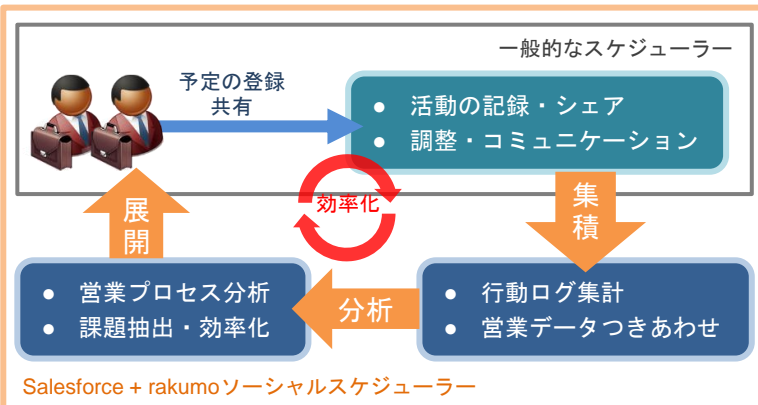 一般的なスケジューラー
予定の登録
共有
● 活動の記録・シェア
● 調整・コミュニケーション
効率化
集
積
展
開
● 営業プロセス分析
● 課題抽出・効率化
分析
● 行動ログ集計
● 営業データつきあわせ
Salesforce + rakumoソーシャルスケジューラー